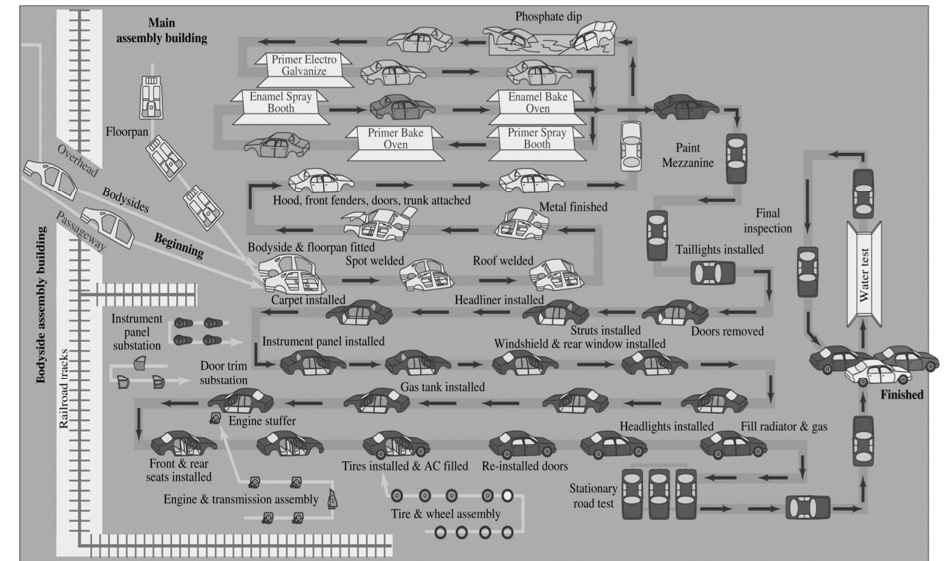 Main
assembly building
Phosphate dip
Primer Electro
Galvanize
Enamel Spray
Booth
Enamel Bake
Oven
Primer Bake
Oven
Primer Spray
Booth
Paint
Mezzanine
Floorpan
Overhead
Bodysides
Passageway
Beginning
Hood, front fenders, doors, trunk attached
Metal finished
Bodyside & floorpan fitted
Spot welded
Roof welded
Final
inspection
Taillights installed
Water test
Carpet installed
Headliner installed
Struts installed
Doors removed
Instrument
panel
substation
Instrument panel installed
Windshield & rear window installed
Door trim
substation
Gas tank installed
Finished
Engine stuffer
Headlights installed
Fill radiator & gas
Front & rear
seats installed
Tires installed & AC filled
Re-installed doors
Engine & transmission assembly
Tire & wheel assembly
Stationary
road test
Bodyside assembly building
Railroad tracks